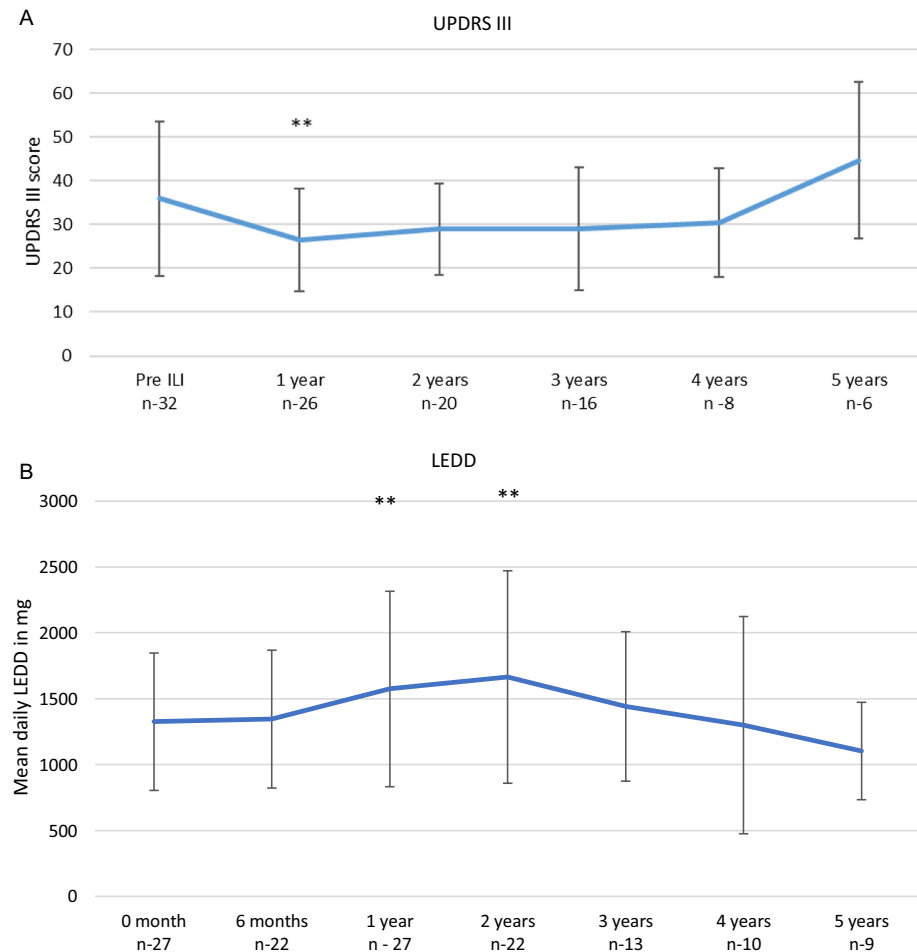 A
UPDRS III
UPDRS III score
70
60
50
40
30
20
10
0
**
Pre ILI 1 year 2 years 3 years 4 years 5 years
n-32 n-26 n-20 n-16 n -8 n-6
B
LEDD
Mean daily LEDD in mg
3000
2500
2000
1500
1000
500
0
** **
0 month 6 months 1 year 2 years 3 years 4 years 5 years
n-27 n-22 n - 27 n-22 n-13 n-10 n-9